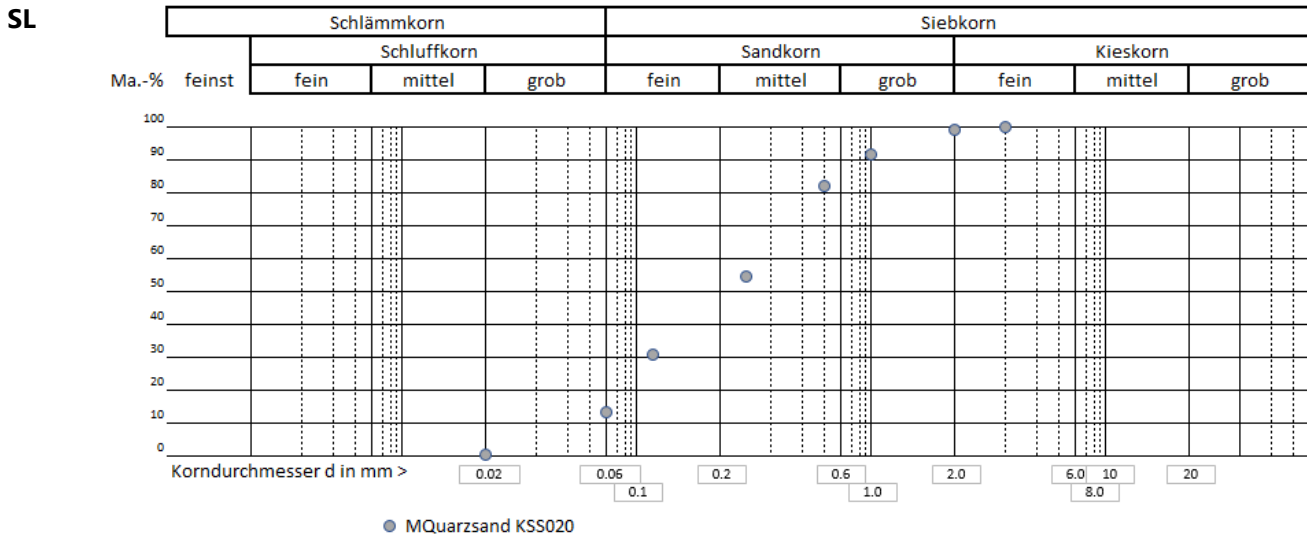 SL
Schlämmkorn Siebkorn
Schluffkorn Sandkorn Kieskorn
Ma.-% feinst fein mittel grob fein mittel grob fein mittel grob
100
90
80
70
60
50
40
30
20
10
0
Korndurchmesser d in mm > 0.02 0.06 0.2 0.6 2.0 6.0 10 20
0.1 1.0 8.0
MQuarzsand KSS020